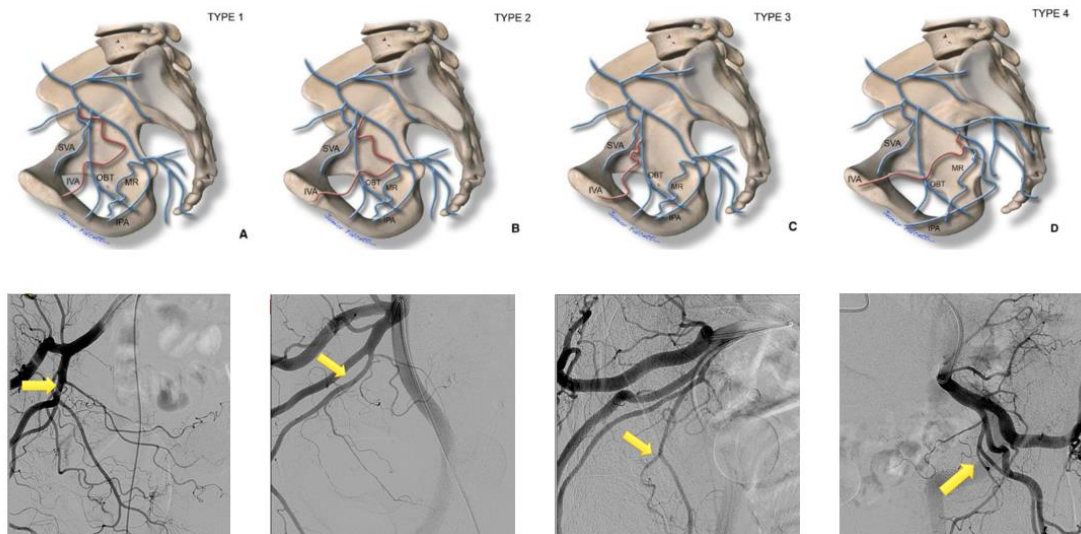 TYPE 1
SVA
IVA
OBT
MR
IPA
A
TYPE 2
SVA
IVA
OBT
MR
IPA
B
TYPE 3
SVA
IVA
OBT
MR
IPA
C
TYPE 4
SVA
IVA
OBT
MR
IPA
D